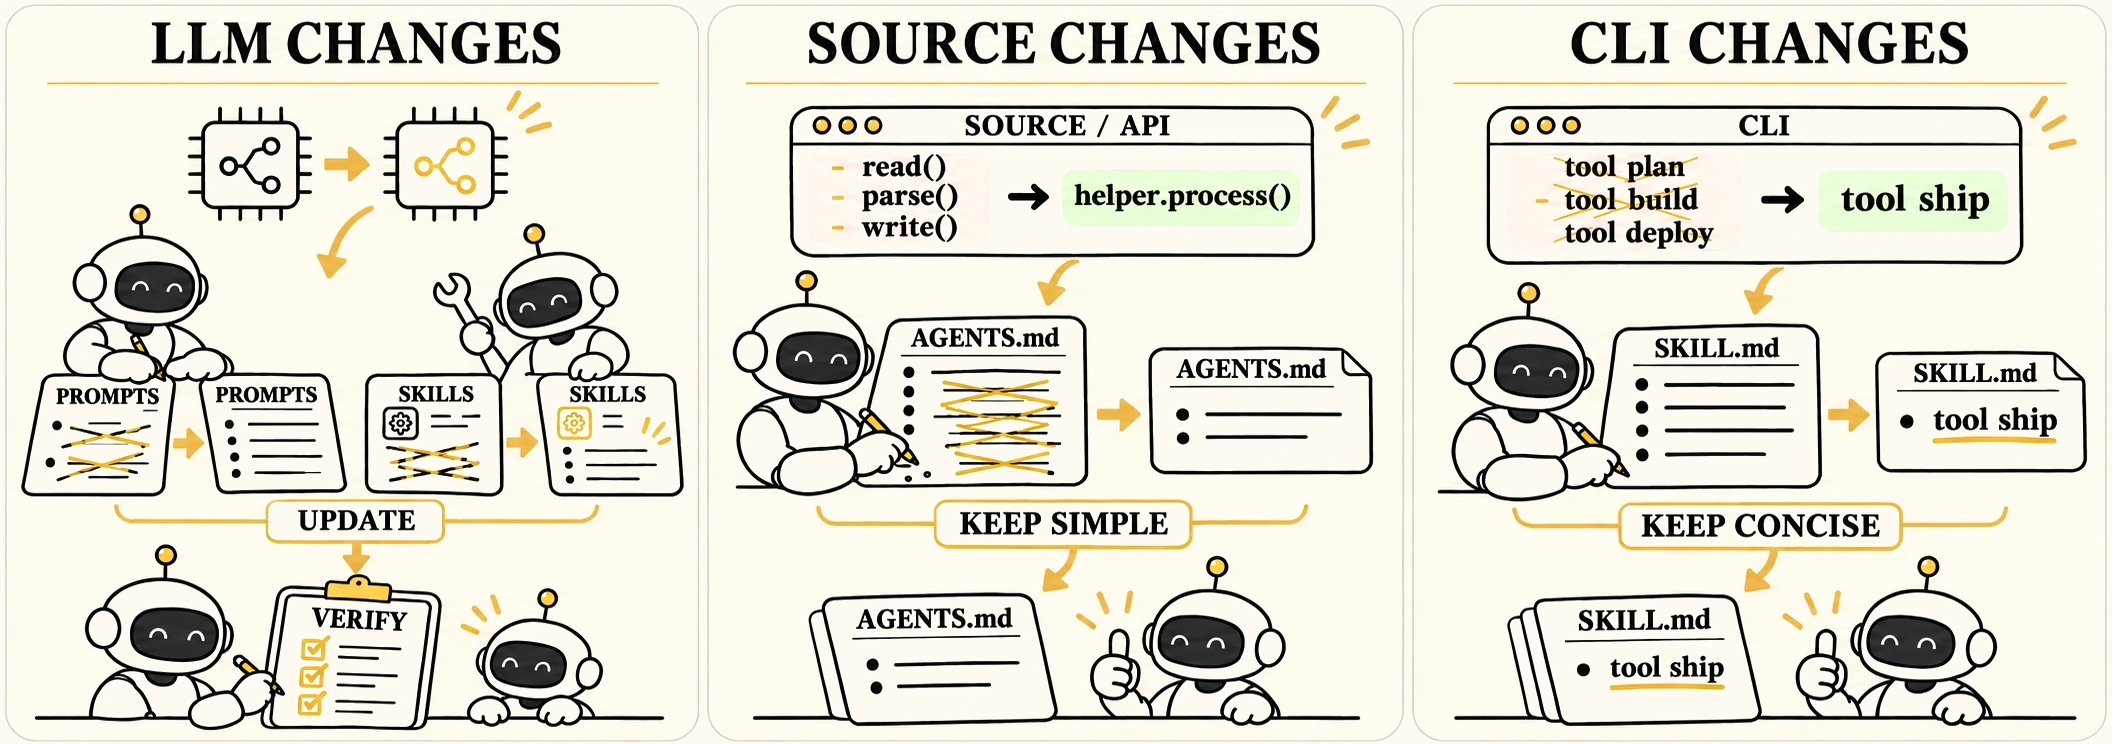 LLM CHANGES
PROMPTS
PROMPTS
SKILLS
SKILLS
UPDATE
VERIFY
SOURCE CHANGES
SOURCE / API
- read()
- parse()
- write()
helper.process()
AGENTS.md
AGENTS.md
KEEP SIMPLE
AGENTS.md
CLI CHANGES
CLI
tool plan
- tool build
tool deploy
tool ship
SKILL.md
SKILL.md
• tool ship
KEEP CONCISE
SKILL.md
• tool ship